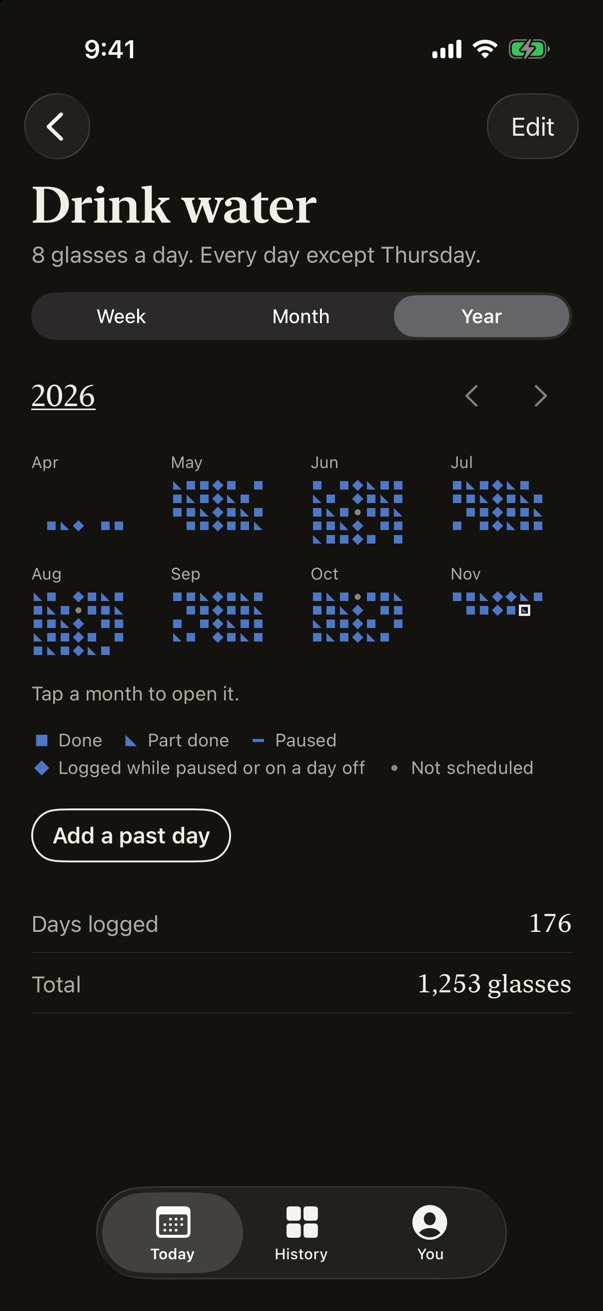 9:41
Edit
Drink water
8 glasses a day. Every day except Thursday.
Week Month Year
2026
Apr May Jun Jul
Aug Sep Oct Nov
Tap a month to open it.
Done Part done Paused
Logged while paused or on a day off Not scheduled
Add a past day
Days logged 176
Total 1,253 glasses
Today History You